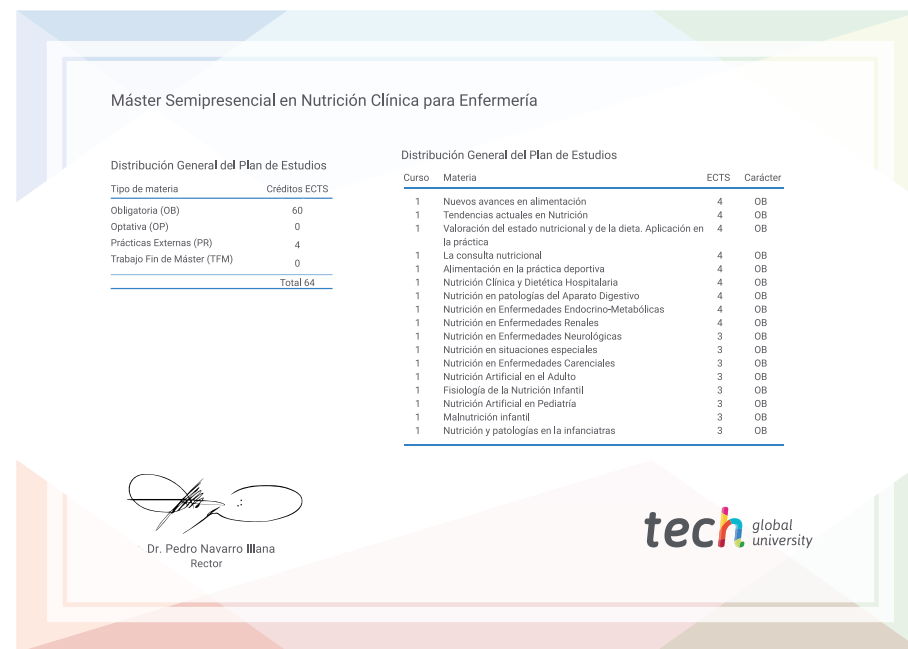 Máster Semipresencial en Nutrición Clínica para Enfermería
Distribución General del Plan de Estudios
Tipo de materia Créditos ECTS
Obligatoria (OB) 60
Optativa (OP) 0
Prácticas Externas (PR) 4
Trabajo Fin de Máster (TFM) 0
Total 64
Distribución General del Plan de Estudios
Curso Materia ECTS Carácter
1 Nuevos avances en alimentación 4 OB
1 Tendencias actuales en Nutrición 4 OB
1 Valoración del estado nutricional y de la dieta. Aplicación en 4 OB
la práctica
1 La consulta nutricional 4 OB
1 Alimentación en la práctica deportiva 4 OB
1 Nutrición Clínica y Dietética Hospitalaria 4 OB
1 Nutrición en patologías del Aparato Digestivo 4 OB
1 Nutrición en Enfermedades Endocrino-Metabólicas 4 OB
1 Nutrición en Enfermedades Renales 4 OB
1 Nutrición en Enfermedades Neurológicas 3 OB
1 Nutrición en situaciones especiales 3 OB
1 Nutrición en Enfermedades Carenciales 3 OB
1 Nutrición Artificial en el Adulto 3 OB
1 Fisiología de la Nutrición Infantil 3 OB
1 Nutrición Artificial en Pediatría 3 OB
1 Malnutrición infantil 3 OB
1 Nutrición y patologías en la infanciatras 3 OB
Dr. Pedro Navarro Illana
Rector
tech global
university